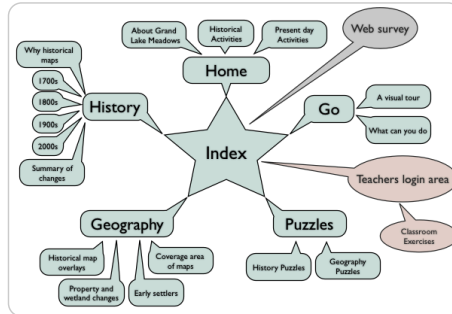 About Grand
Lake Meadows
Historical
Activities
Present day
Activities
Web survey
Home
Why historical
maps
1700s
1800s
1900s
2000s
Summary of
changes
History
Go
A visual tour
What can you do
Index
Teachers login area
Classroom
Exercises
Geography
Historical map
overlays
Property and
wetland changes
Early settlers
Coverage area
of maps
Puzzles
History Puzzles
Geography
Puzzles